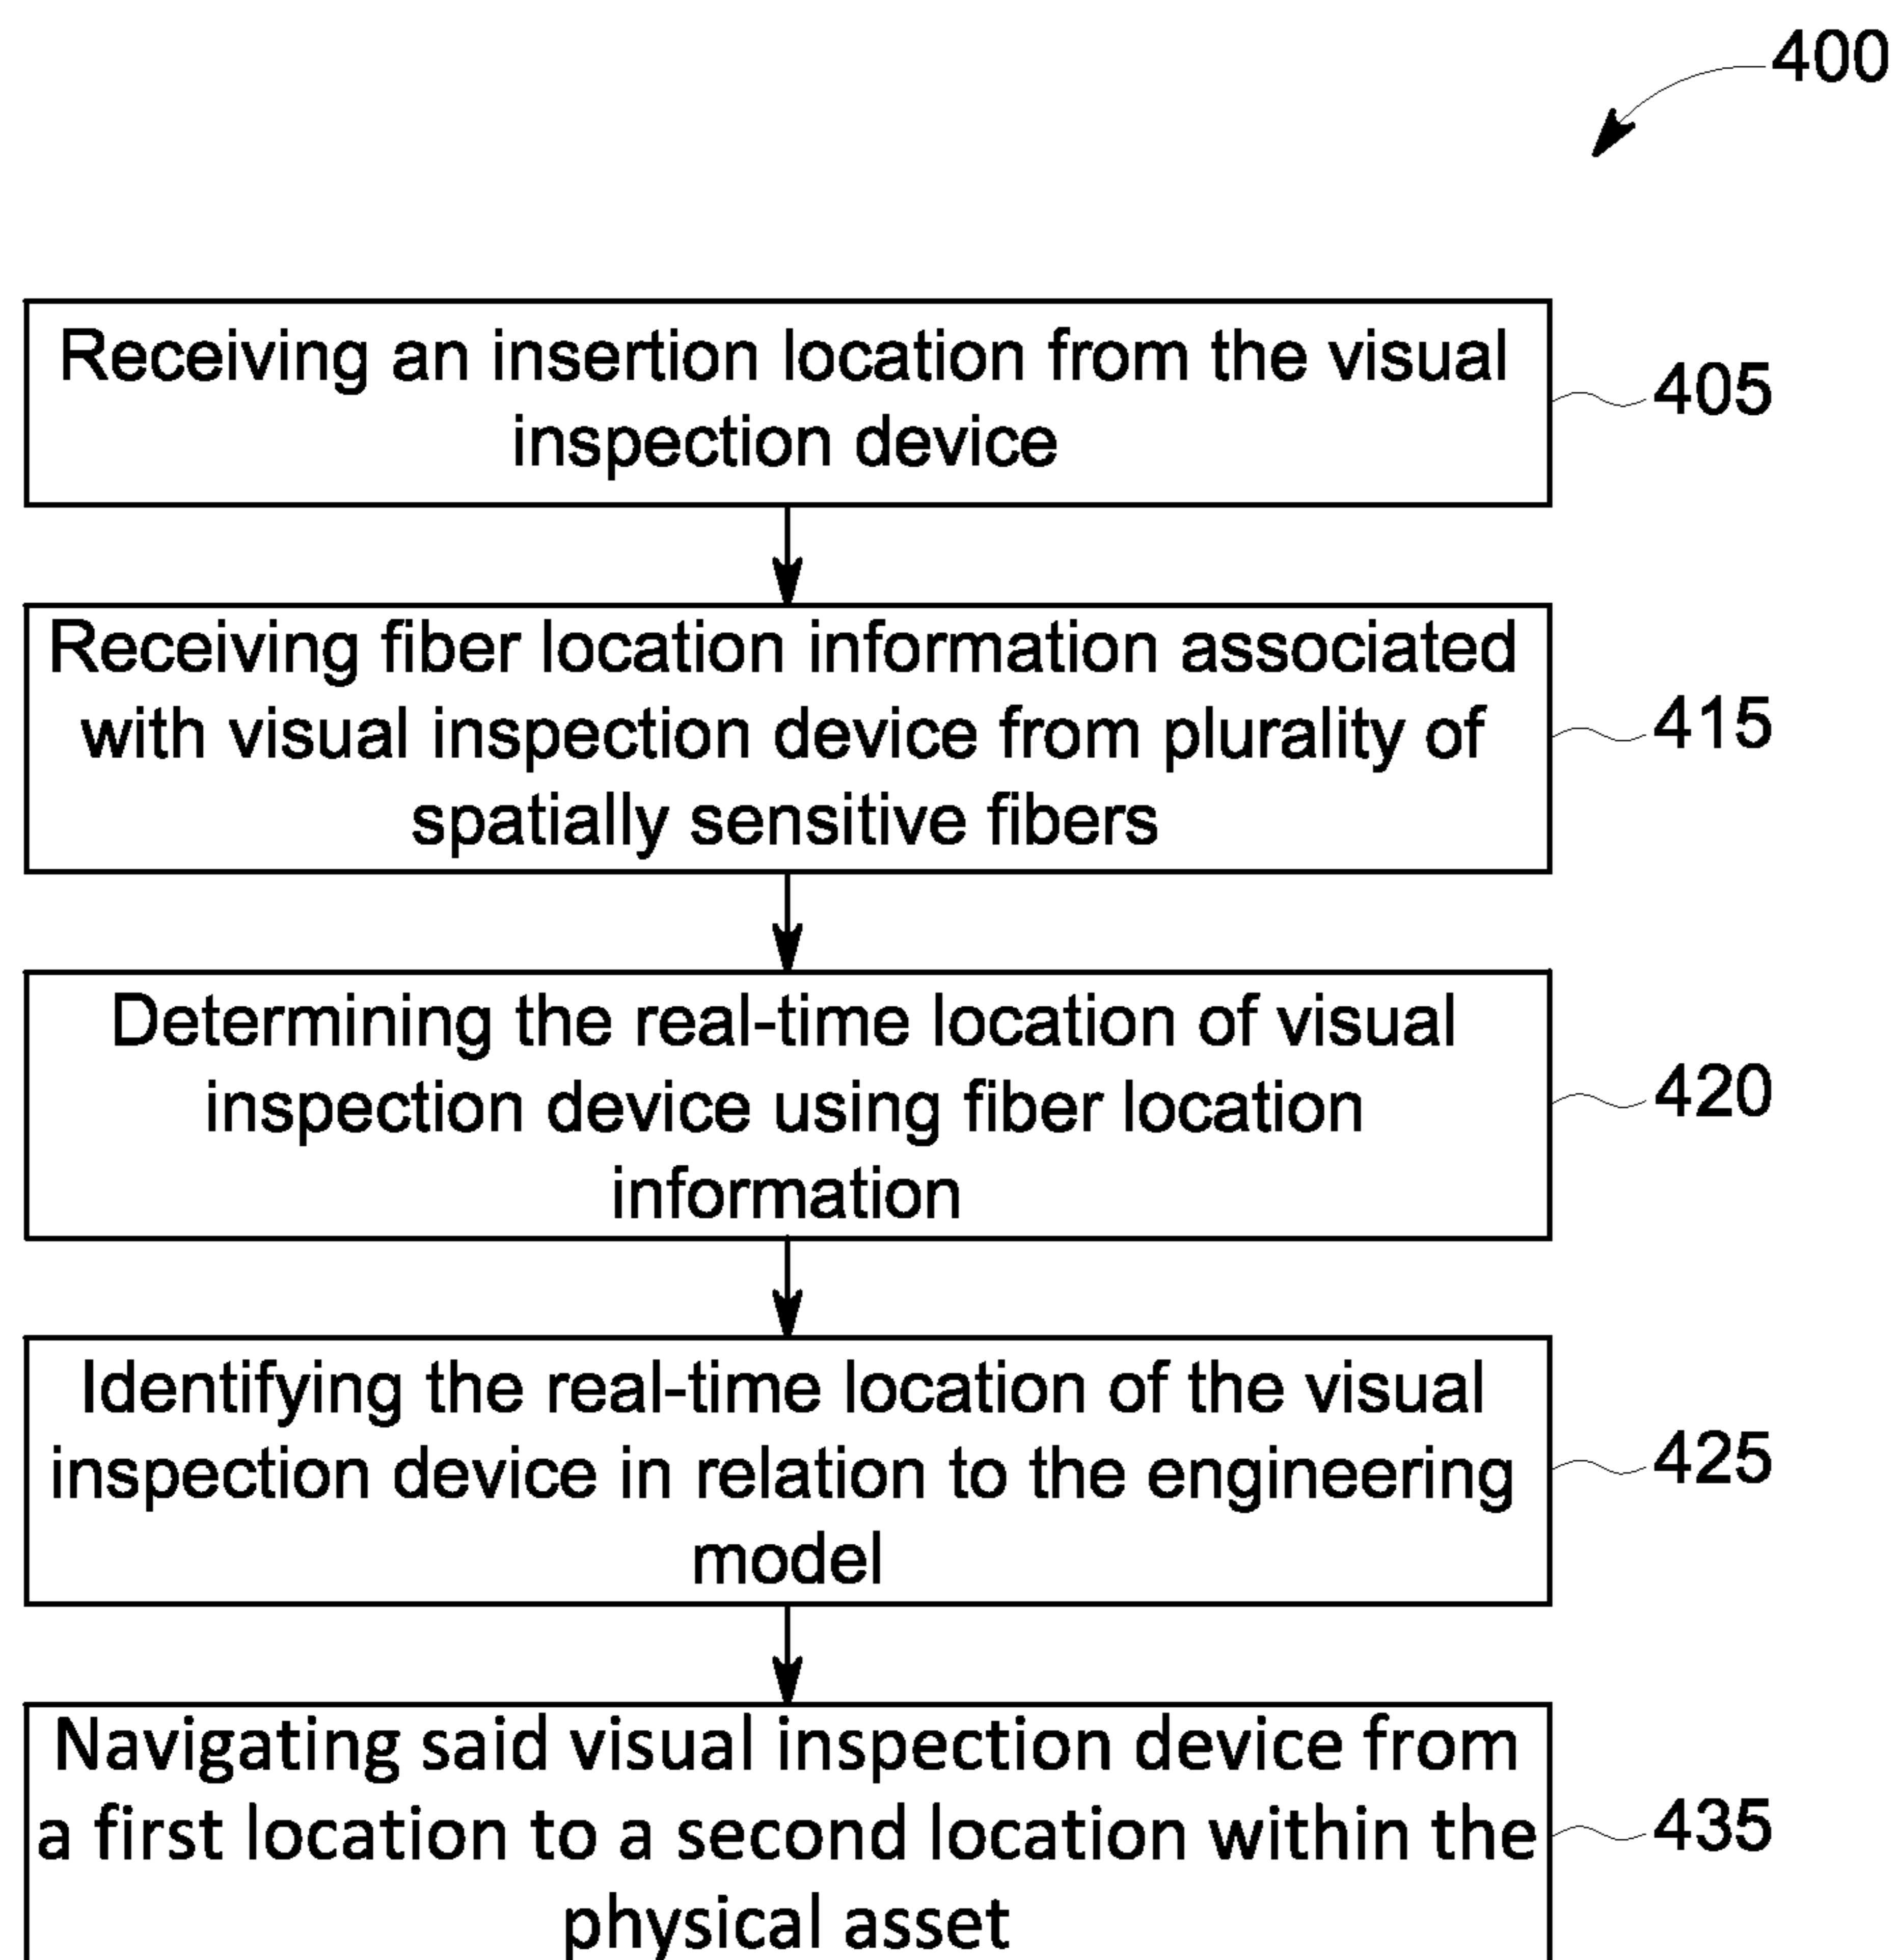 400
Receiving an insertion location from the visual
inspection device
405
Receiving fiber location information associated
with visual inspection device from plurality of
spatially sensitive fibers
415
Determining the real-time location of visual
inspection device using fiber location
information
420
Identifying the real-time location of the visual
inspection device in relation to the engineering
model
425
Navigating said visual inspection device from
a first location to a second location within the
physical asset
435